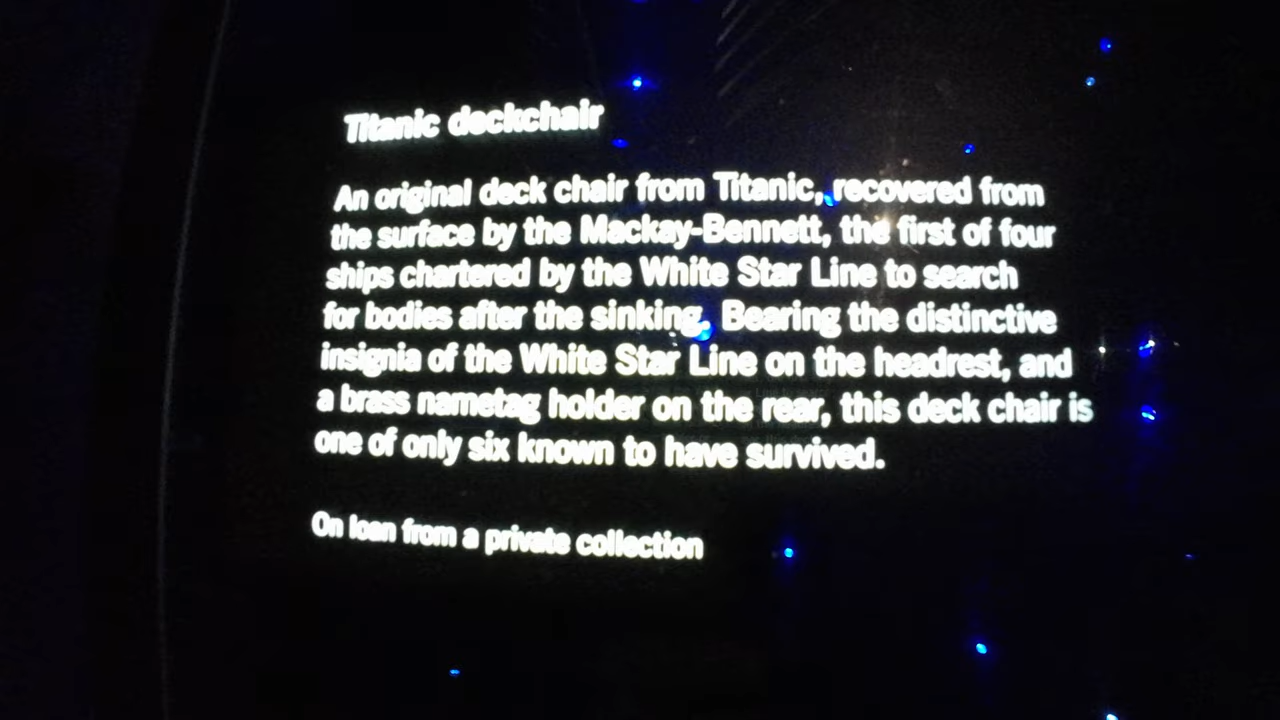 Titanic deckchair
An original deck chair from Titanic, recovered from
the surface by the Mackay-Bennett, the first of four
ships chartered by the White Star Line to search
for bodies after the sinking. Bearing the distinctive
insignia of the White Star Line on the headrest, and
a brass nametag holder on the rear, this deck chair is
one of only six known to have survived.
On loan from a private collection